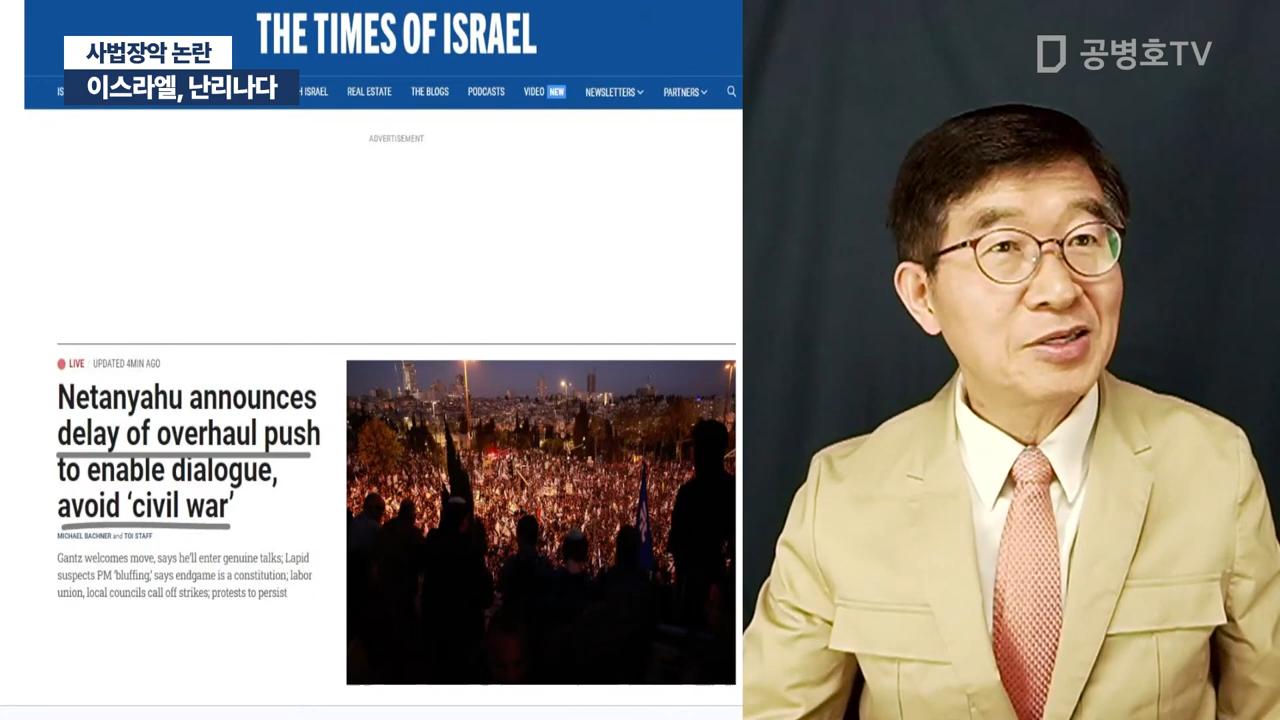 THE TIMES OF ISRAEL
사법장악 논란
이스라엘, 난리나다
IS
H ISRAEL
REAL ESTATE
THE BLOGS
PODCASTS
VIDEO NEW
NEWSLETTERS
PARTNERS
공병호TV
ADVERTISEMENT
LIVE UPDATED 4MIN AGO
Netanyahu announces
delay of overhaul push
to enable dialogue,
avoid ‘civil war’
MICHAEL BACHNER and TOI STAFF
Gantz welcomes move, says he’ll enter genuine talks; Lapid
suspects PM ‘bluffing,’ says endgame is a constitution; labor
union, local councils call off strikes; protests to persist